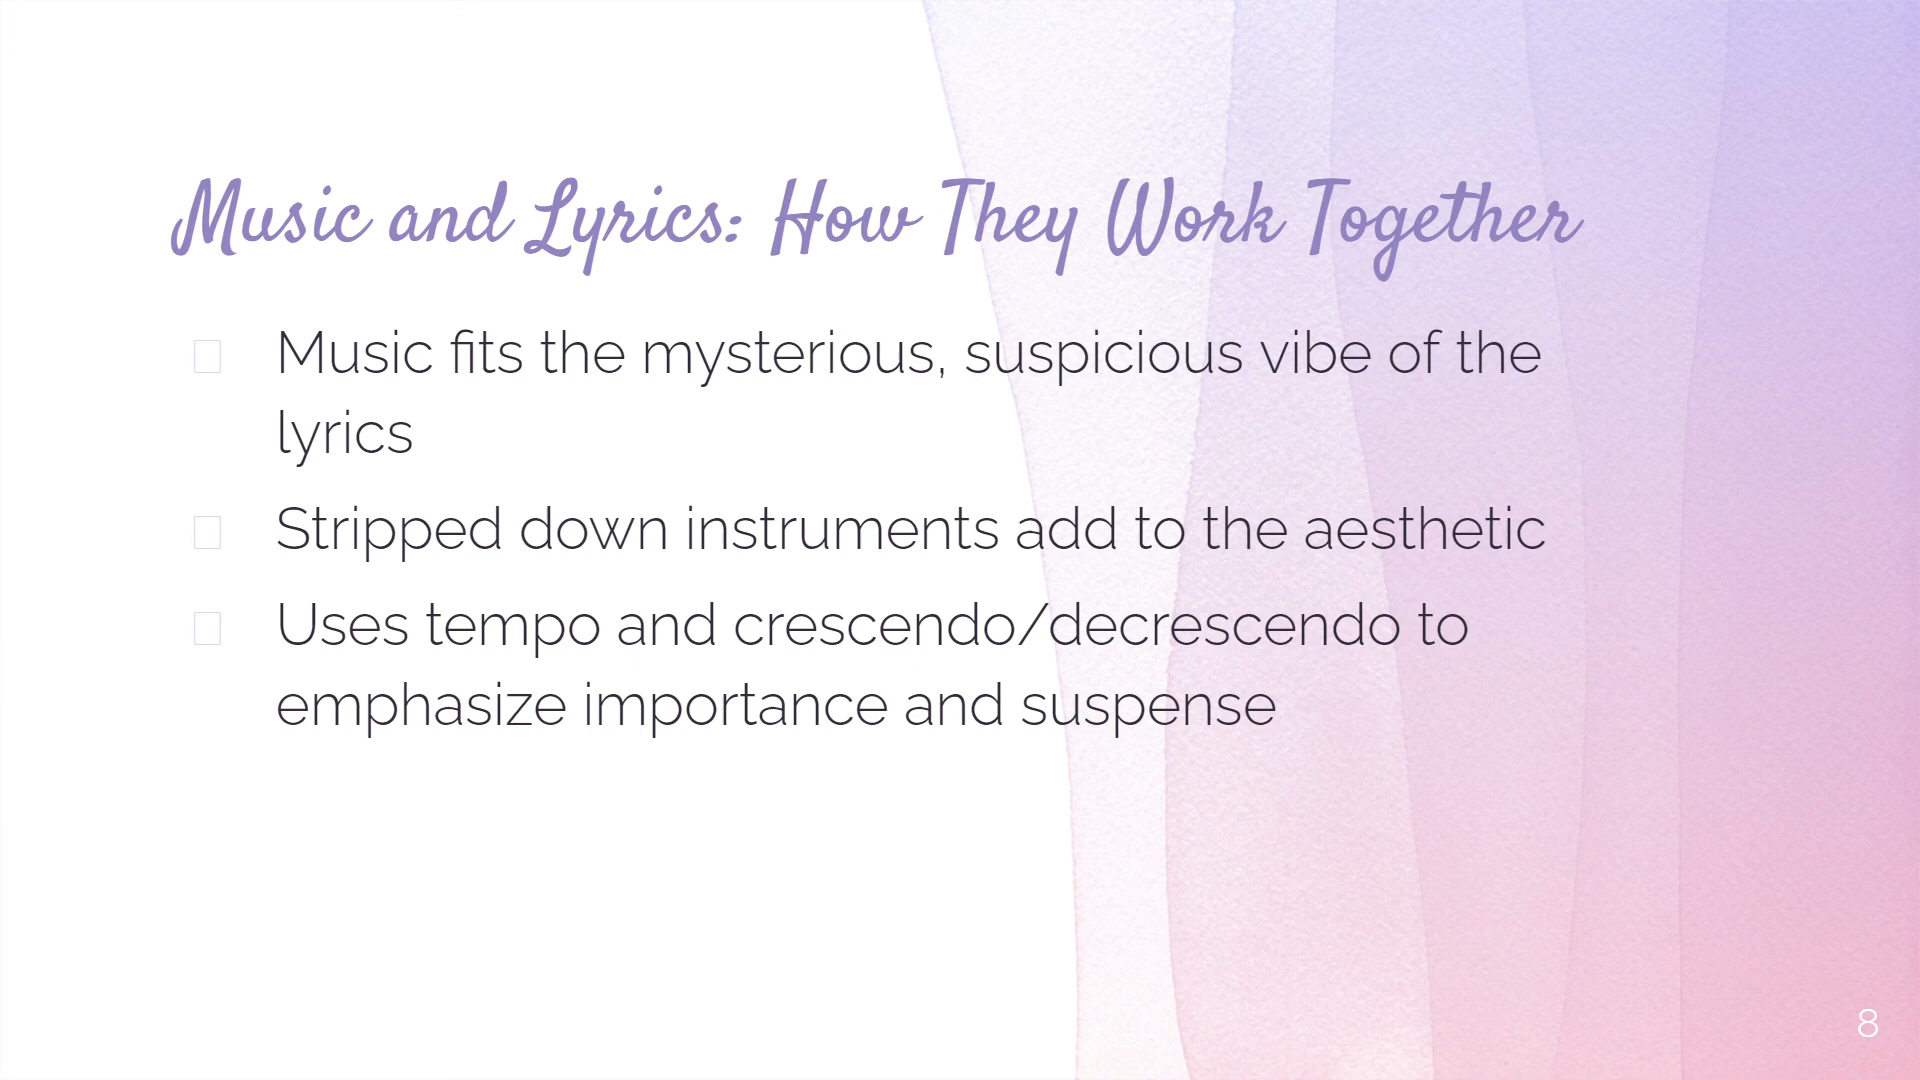 Music and Lyrics: How They Work Together
Music fits the mysterious, suspicious vibe of the
lyrics
Stripped down instruments add to the aesthetic
Uses tempo and crescendo/decrescendo to
emphasize importance and suspense
8